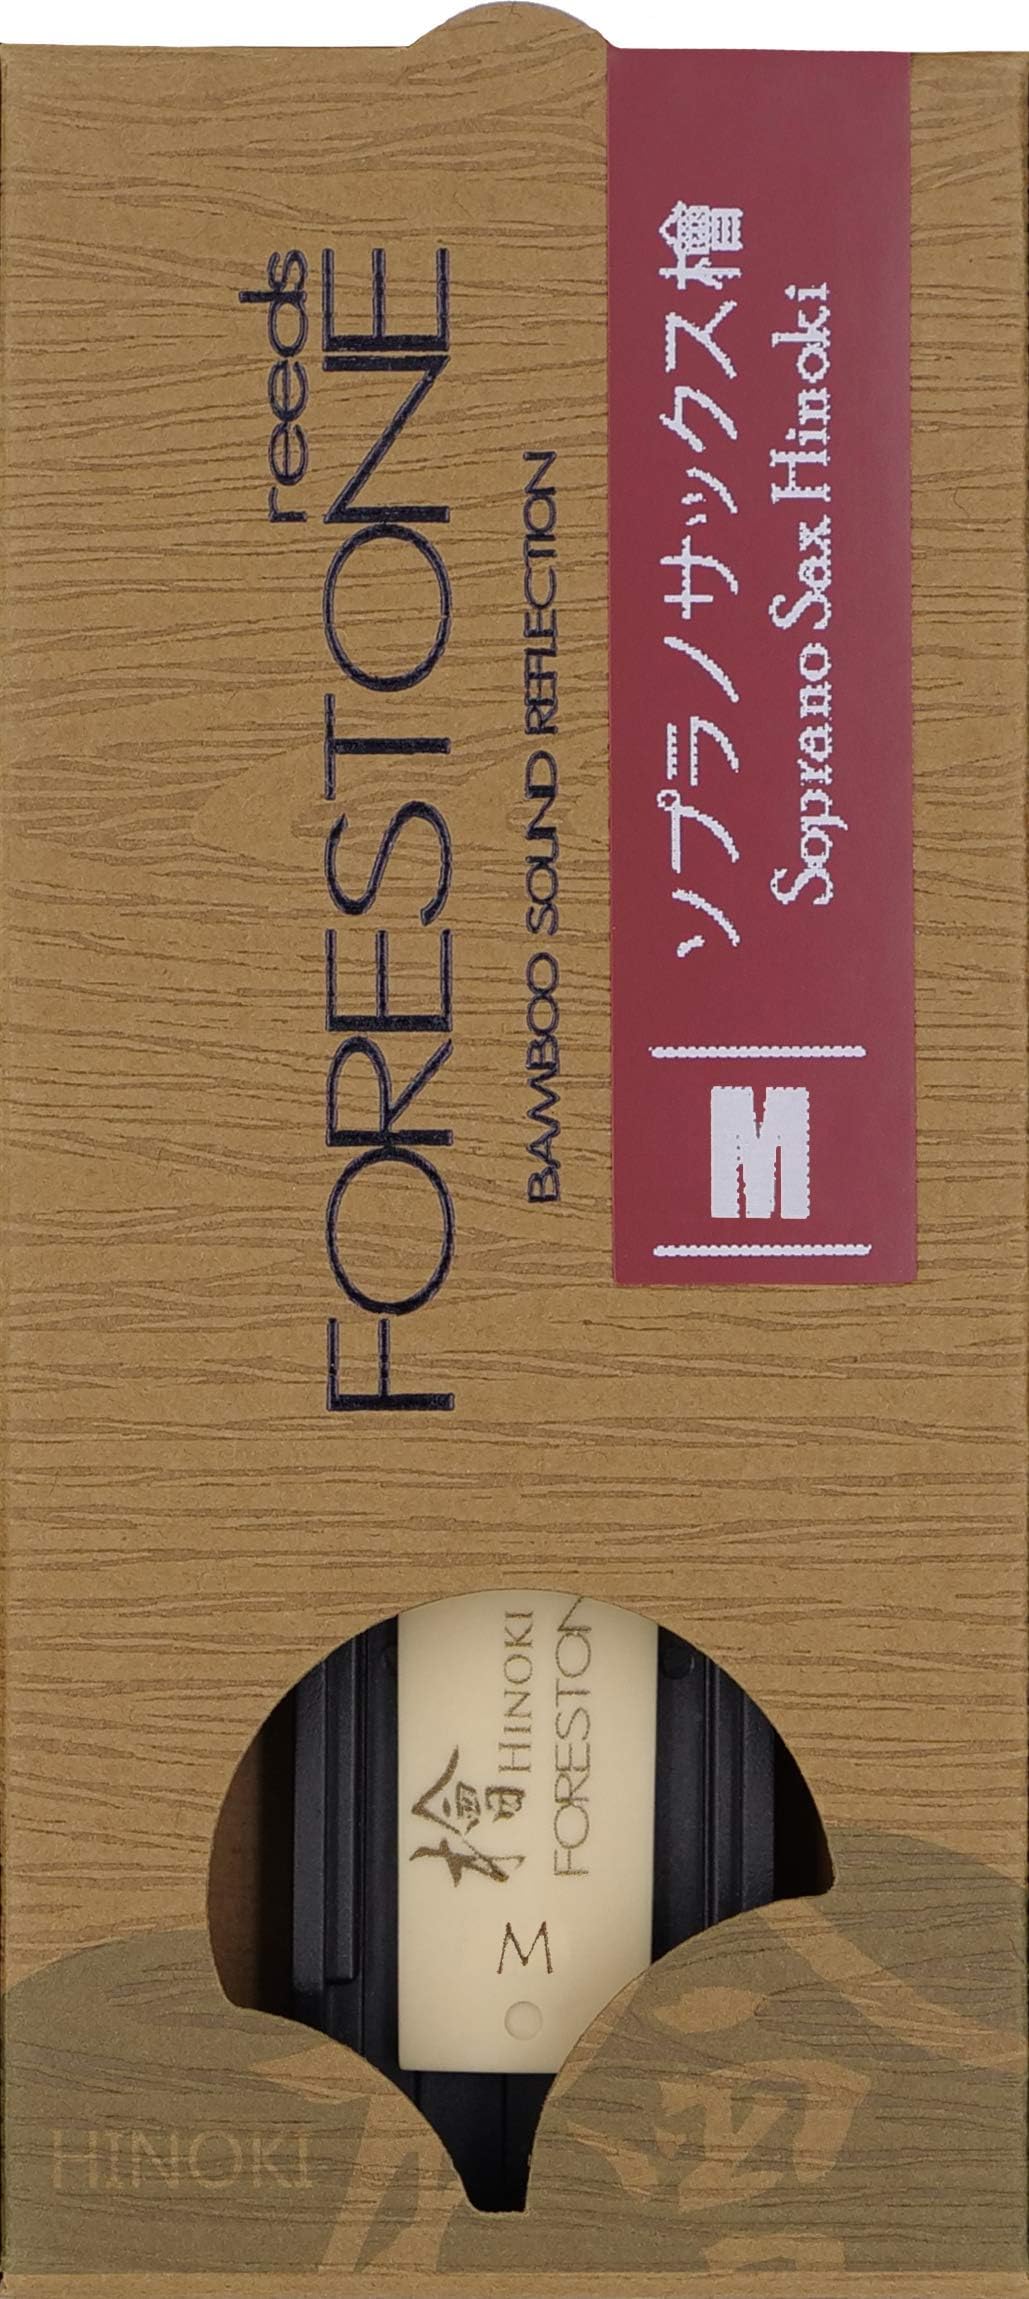 reeds
FORESTONE
BAMBOO SOUND REFLECTION
ソプラノサックス檜
Soprano Sax Hinoki
M
檜 HINOKI
FORESTON
M
HINOKI